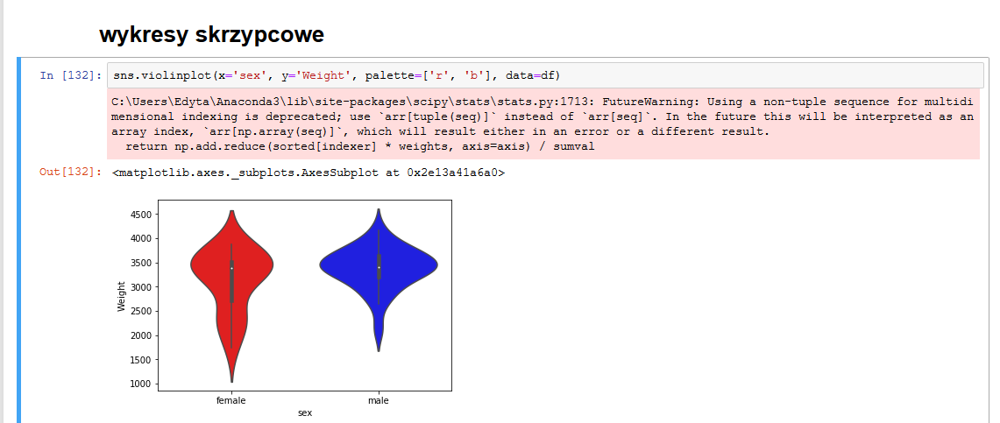 wykresy skrzypcowe
In [132]: sns.violinplot(x='sex', y='Weight', palette=['r', 'b'], data=df)
C:\Users\Edyta\Anaconda3\lib\site-packages\scipy\stats\stats.py:1713: FutureWarning: Using a non-tuple sequence for multidi
mensional indexing is deprecated; use `arr[tuple(seq)]` instead of `arr[seq]`. In the future this will be interpreted as an
array index, `arr[np.array(seq)]`, which will result either in an error or a different result.
  return np.add.reduce(sorted[indexer] * weights, axis=axis) / sumval
Out[132]: <matplotlib.axes._subplots.AxesSubplot at 0x2e13a41a6a0>
4500
4000
3500
3000
2500
2000
1500
1000
Weight
female male
sex